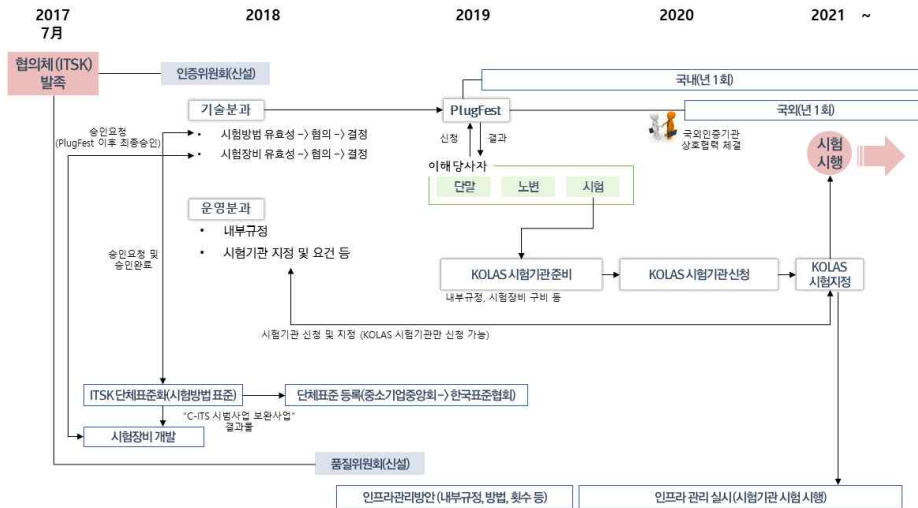 2017
7月
2018
2019
2020
2021 ~
협의체(ITSK)
발족
인증위원회(신설)
국내(년 1회)
기술분과
PlugFest
국외(년 1회)
승인요청
(PlugFest 이후 최종승인)
• 시험방법 유효성 -> 협의 -> 결정
• 시험장비 유효성 -> 협의 -> 결정
신청
결과
국외인증기관
상호협력 체결
시험
시행
이해당사자
단말
노변
시험
운영분과
• 내부규정
• 시험기관 지정 및 요건 등
승인요청 및
승인완료
KOLAS 시험기관 준비
KOLAS 시험기관 신청
KOLAS
시험지정
내부규정, 시험장비 구비 등
시험기관 신청 및 지정 (KOLAS 시험기관만 신청 가능)
ITSK 단체표준화(시험방법 표준)
단체표준 등록(중소기업중앙회 -> 한국표준협회)
"C-ITS 시범사업 보완사업"
결과물
시험장비 개발
품질위원회(신설)
인프라관리방안 (내부규정, 방법, 횟수 등)
인프라 관리 실시 (시험기관 시험 시행)